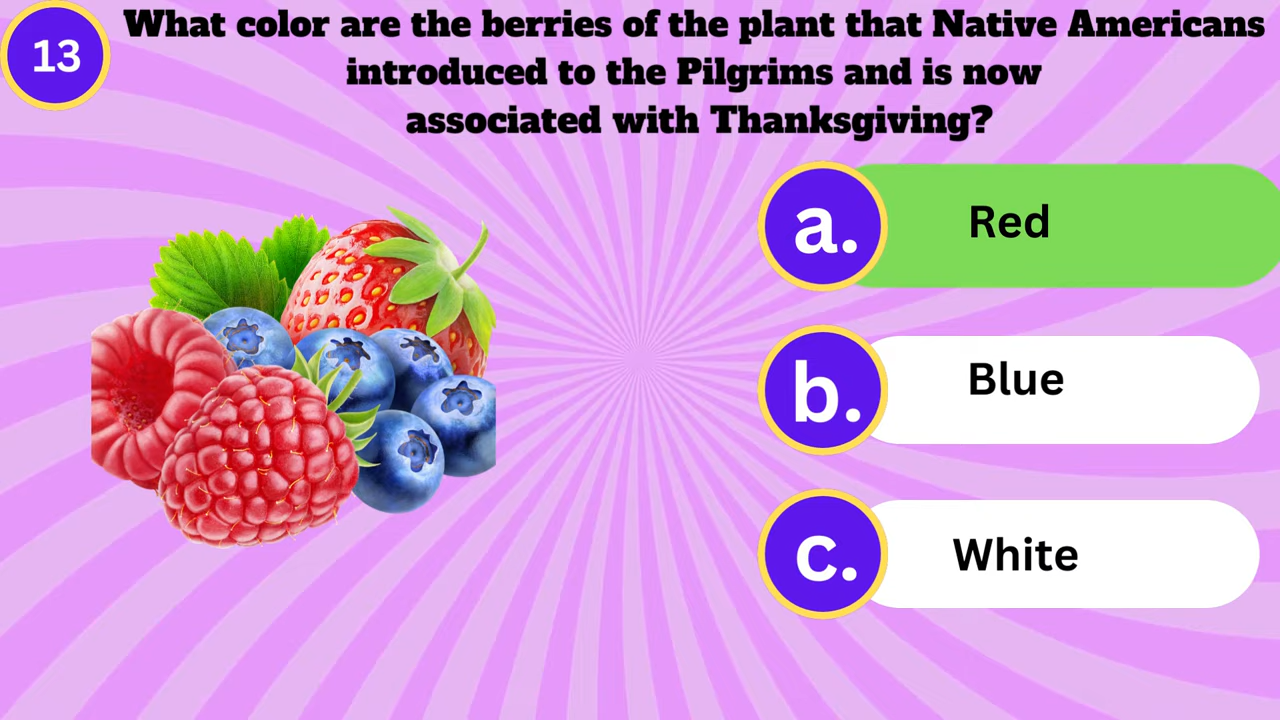 13
What color are the berries of the plant that Native Americans
introduced to the Pilgrims and is now
associated with Thanksgiving?
a. Red
b. Blue
c. White